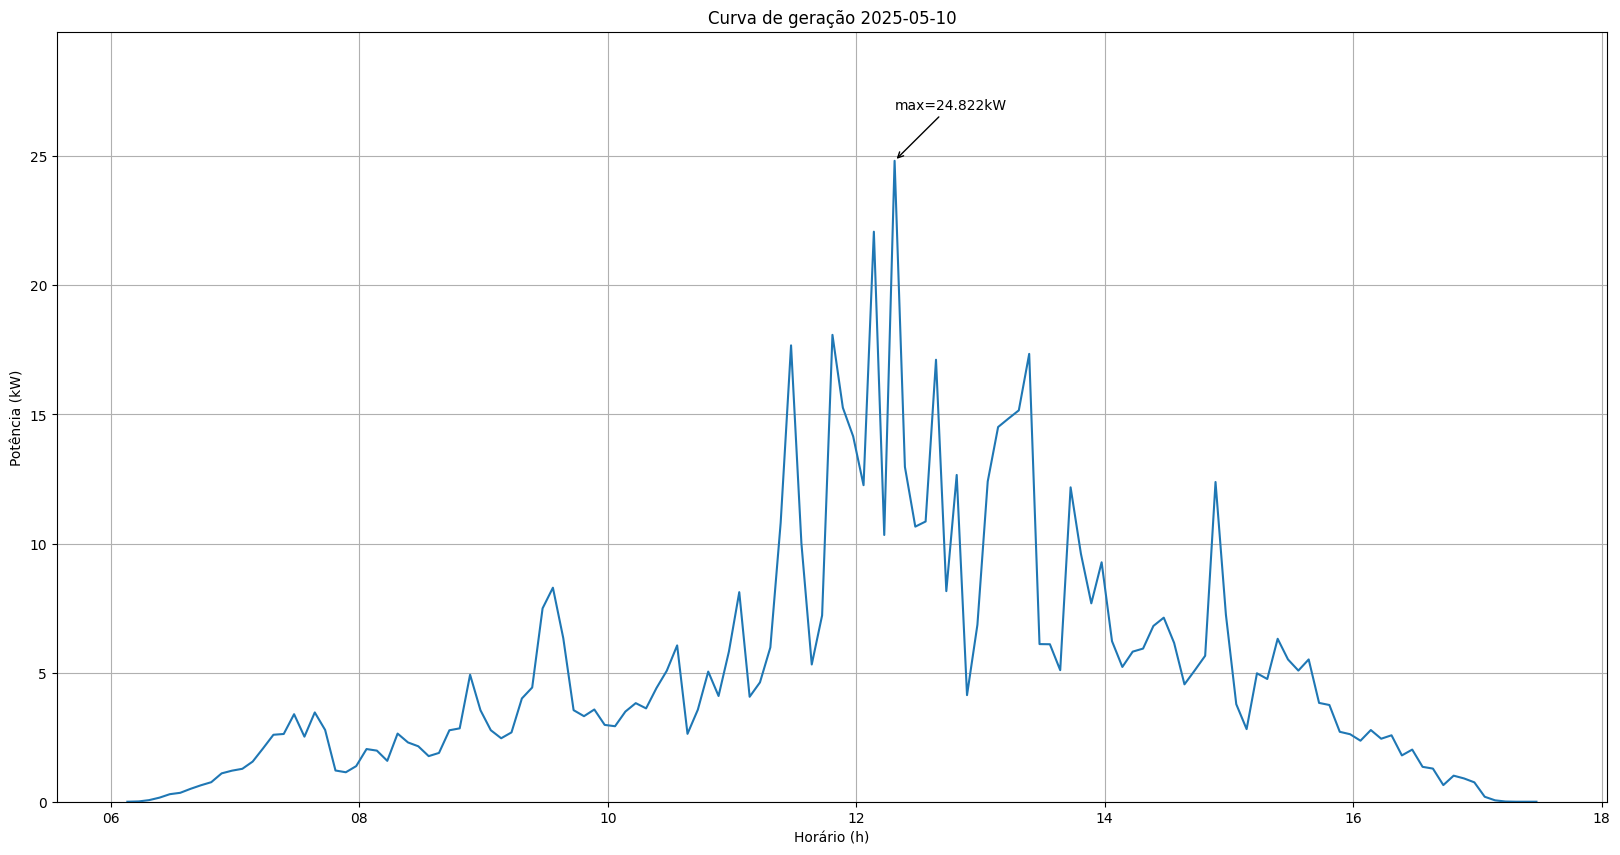 Curva de geração 2025-05-10
max=24.822kW
25
20
15
10
5
0
Potência (kW)
06 08 10 12 14 16 18
Horário (h)